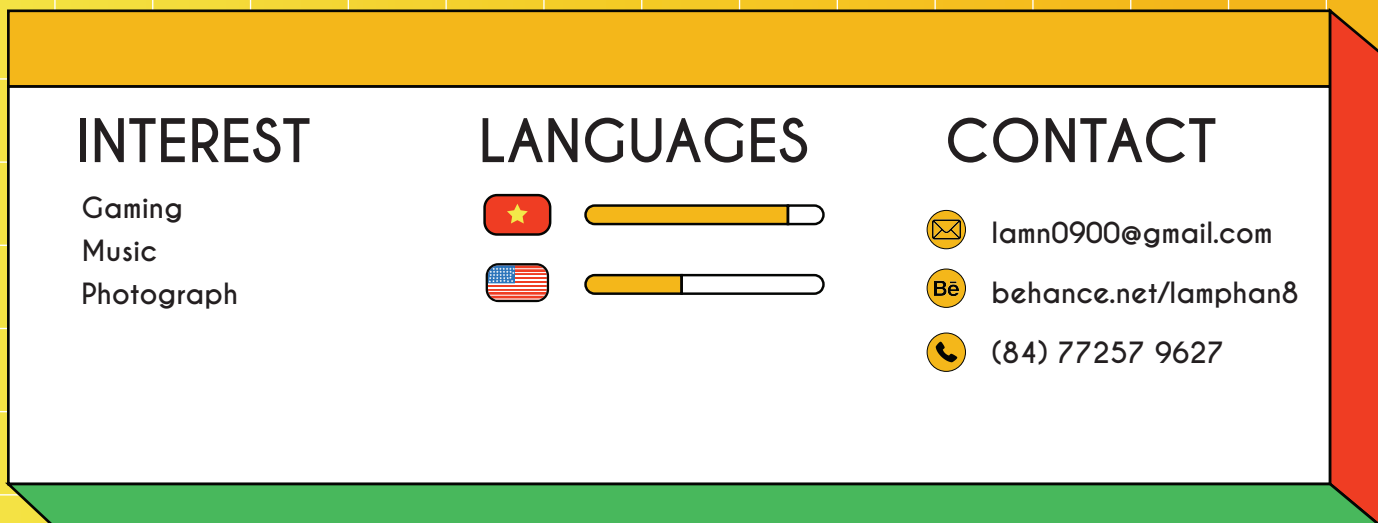 INTEREST
Gaming
Music
Photograph
LANGUAGES
CONTACT
lamn0900@gmail.com
Bē
behance.net/lamphan8
(84) 77257 9627